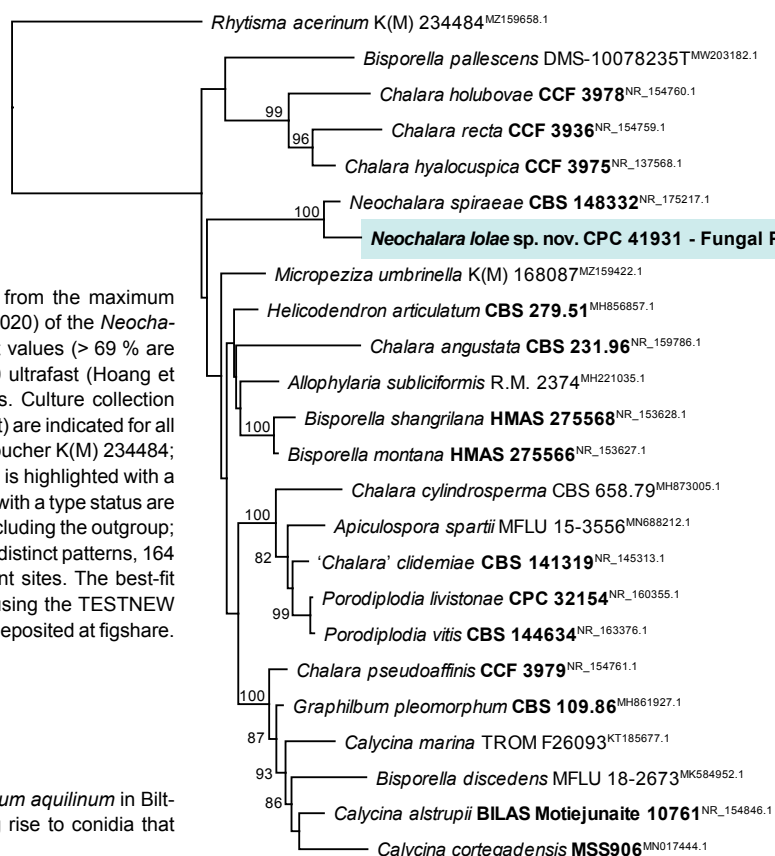 Rhytisma acerinum K(M) 234484MZ159658.1
Bisporella pallescens DMS-10078235TMW203182.1
99
Chalara holubovae CCF 3978NR_154760.1
96
Chalara recta CCF 3936NR_154759.1
Chalara hyalocuspica CCF 3975NR_137568.1
100
Neochalara spiraeae CBS 148332NR_175217.1
Neochalara lolae sp. nov. CPC 41931 - Fungal
Micropeziza umbrinella K(M) 168087MZ159422.1
Helicodendron articulatum CBS 279.51MH856857.1
Chalara angustata CBS 231.96NR_159786.1
Allophylaria subliciformis R.M. 2374MH221035.1
100
Bisporella shangrilana HMAS 275568NR_153628.1
Bisporella montana HMAS 275566NR_153627.1
100
Chalara cylindrosperma CBS 658.79MH873005.1
82
Apiculospora spartii MFLU 15-3556MN688212.1
'Chalara' clidemiae CBS 141319NR_145313.1
99
Porodiplodia livistonae CPC 32154NR_160355.1
Porodiplodia vitis CBS 144634NR_163376.1
100
Chalara pseudoaffinis CCF 3979NR_154761.1
87
Graphilbum pleomorphum CBS 109.86MH861927.1
93
Calycina marina TROM F26093KT185677.1
86
Bisporella discedens MFLU 18-2673MK584952.1
Calycina alstrupii BILAS Motiejunaite 10761NR_154846.1
Calycina cortegadensis MSS906MN017444.1
from the maximum
020) of the Neocha-
values (> 69 % are
ultrafast (Hoang et
s. Culture collection
t) are indicated for all
oucher K(M) 234484;
is highlighted with a
with a type status are
cluding the outgroup;
distinct patterns, 164
nt sites. The best-fit
using the TESTNEW
eposited at figshare.
um aquilinum in Bilt-
rise to conidia that